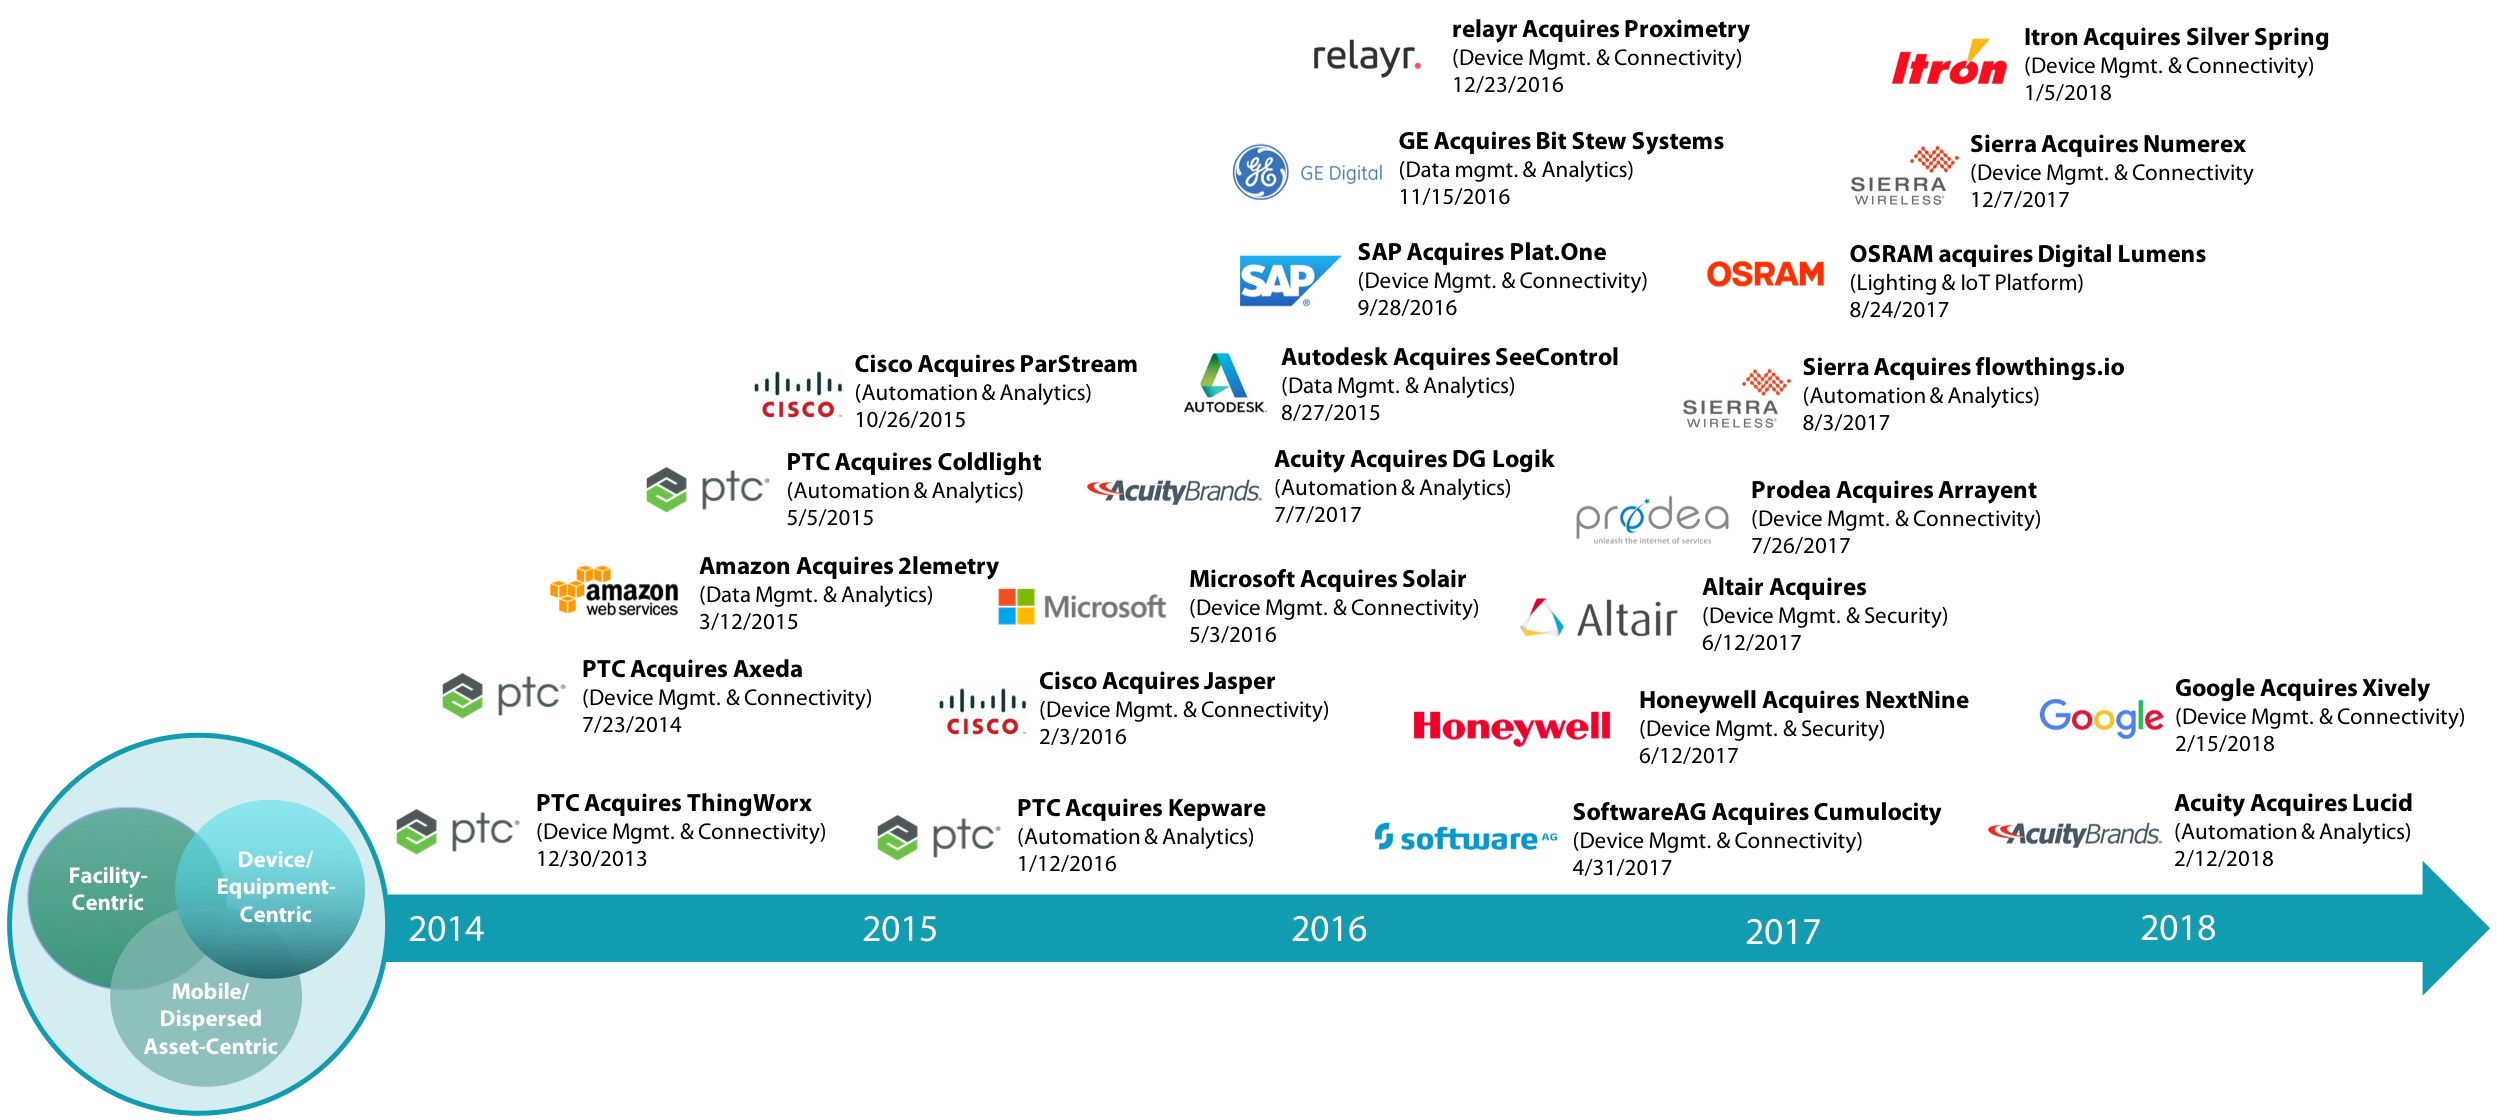 relayr.
relayr Acquires Proximetry
(Device Mgmt. & Connectivity)
12/23/2016
Itron
Itron Acquires Silver Spring
(Device Mgmt. & Connectivity)
1/5/2018
GE Digital
GE Acquires Bit Stew Systems
(Data mgmt. & Analytics)
11/15/2016
SIERRA
WIRELESS
Sierra Acquires Numerex
(Device Mgmt. & Connectivity
12/7/2017
SAP
SAP Acquires Plat.One
(Device Mgmt. & Connectivity)
9/28/2016
OSRAM
OSRAM acquires Digital Lumens
(Lighting & IoT Platform)
8/24/2017
CISCO
Cisco Acquires ParStream
(Automation & Analytics)
10/26/2015
AUTODESK
Autodesk Acquires SeeControl
(Data Mgmt. & Analytics)
8/27/2015
SIERRA
WIRELESS
Sierra Acquires flowthings.io
(Automation & Analytics)
8/3/2017
ptc
PTC Acquires Coldlight
(Automation & Analytics)
5/5/2015
AcuityBrands.
Acuity Acquires DG Logik
(Automation & Analytics)
7/7/2017
prodea
unleash the internet of services
Prodea Acquires Arrayent
(Device Mgmt. & Connectivity)
7/26/2017
amazon
web services
Amazon Acquires 2lemetry
(Data Mgmt. & Analytics)
3/12/2015
Microsoft
Microsoft Acquires Solair
(Device Mgmt. & Connectivity)
5/3/2016
Altair
Altair Acquires
(Device Mgmt. & Security)
6/12/2017
ptc
PTC Acquires Axeda
(Device Mgmt. & Connectivity)
7/23/2014
CISCO
Cisco Acquires Jasper
(Device Mgmt. & Connectivity)
2/3/2016
Honeywell
Honeywell Acquires NextNine
(Device Mgmt. & Security)
6/12/2017
Google
Google Acquires Xively
(Device Mgmt. & Connectivity)
2/15/2018
ptc
PTC Acquires ThingWorx
(Device Mgmt. & Connectivity)
12/30/2013
ptc
PTC Acquires Kepware
(Automation & Analytics)
1/12/2016
software AG
SoftwareAG Acquires Cumulocity
(Device Mgmt. & Connectivity)
4/31/2017
AcuityBrands.
Acuity Acquires Lucid
(Automation & Analytics)
2/12/2018
Facility-
Centric
Device/
Equipment-
Centric
Mobile/
Dispersed
Asset-Centric
2014
2015
2016
2017
2018